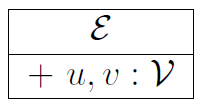 ℰ
+ u, v : 𝒱